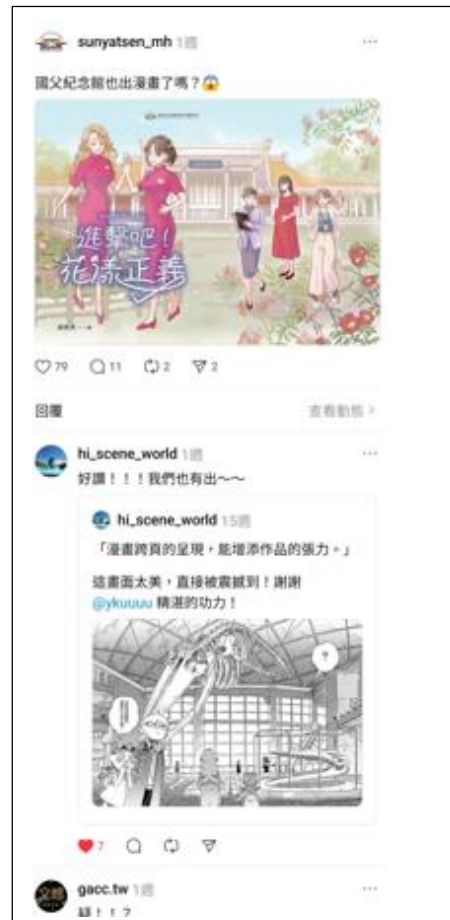 sunyatsen_mh 1週
國父紀念館也出漫畫了嗎？😱
進擊吧！
花漾正義
79 11 2 2
回覆
查看動態 >
hi_scene_world 1週
好讚！！！我們也有出～～
hi_scene_world 15週
「漫畫跨頁的呈現，能增添作品的張力。」
這畫面太美，直接被震撼到！謝謝
@ykuuuu 精湛的功力！
?
7
gacc.tw 1週